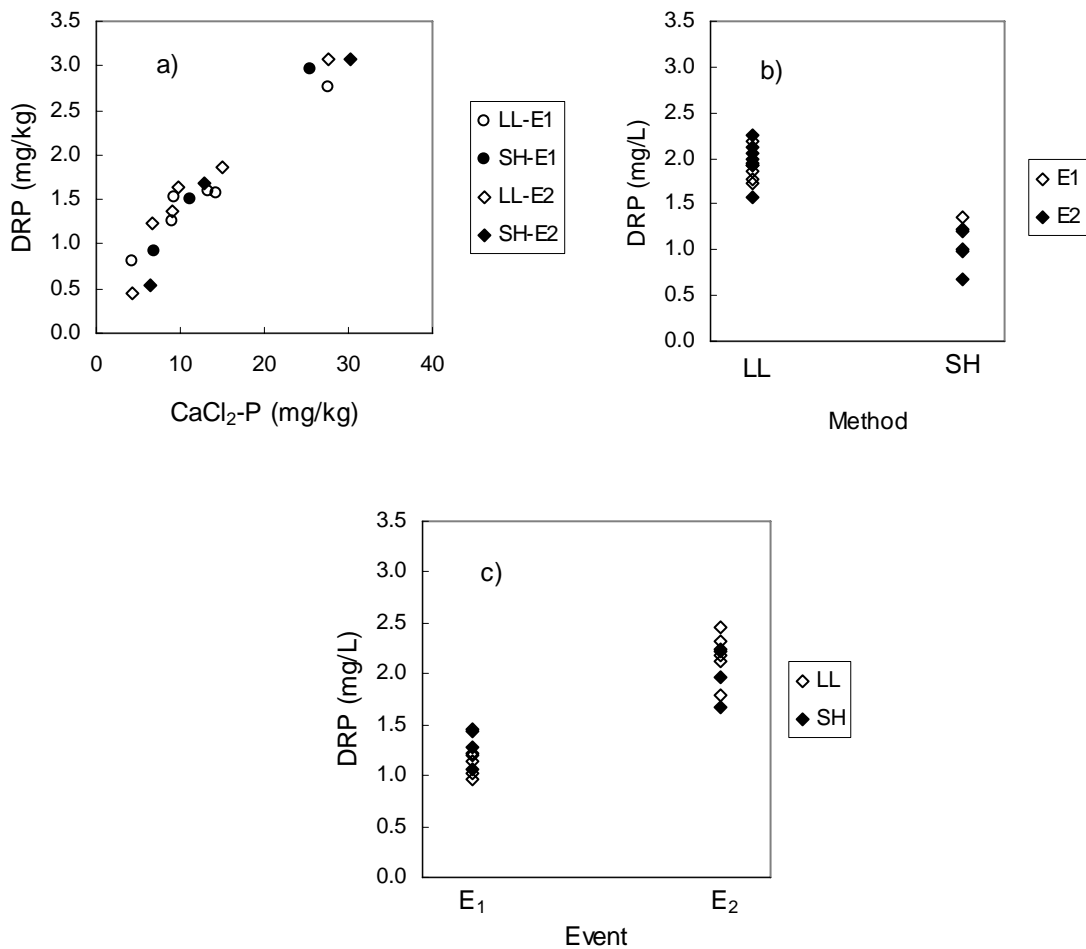 a)
DRP (mg/kg)
3.5
3.0
2.5
2.0
1.5
1.0
0.5
0.0
0 10 20 30 40
CaCl₂-P (mg/kg)
LL-E1
SH-E1
LL-E2
SH-E2
b)
DRP (mg/L)
3.5
3.0
2.5
2.0
1.5
1.0
0.5
0.0
LL SH
Method
E1
E2
c)
DRP (mg/L)
3.5
3.0
2.5
2.0
1.5
1.0
0.5
0.0
E₁ E₂
Event
LL
SH